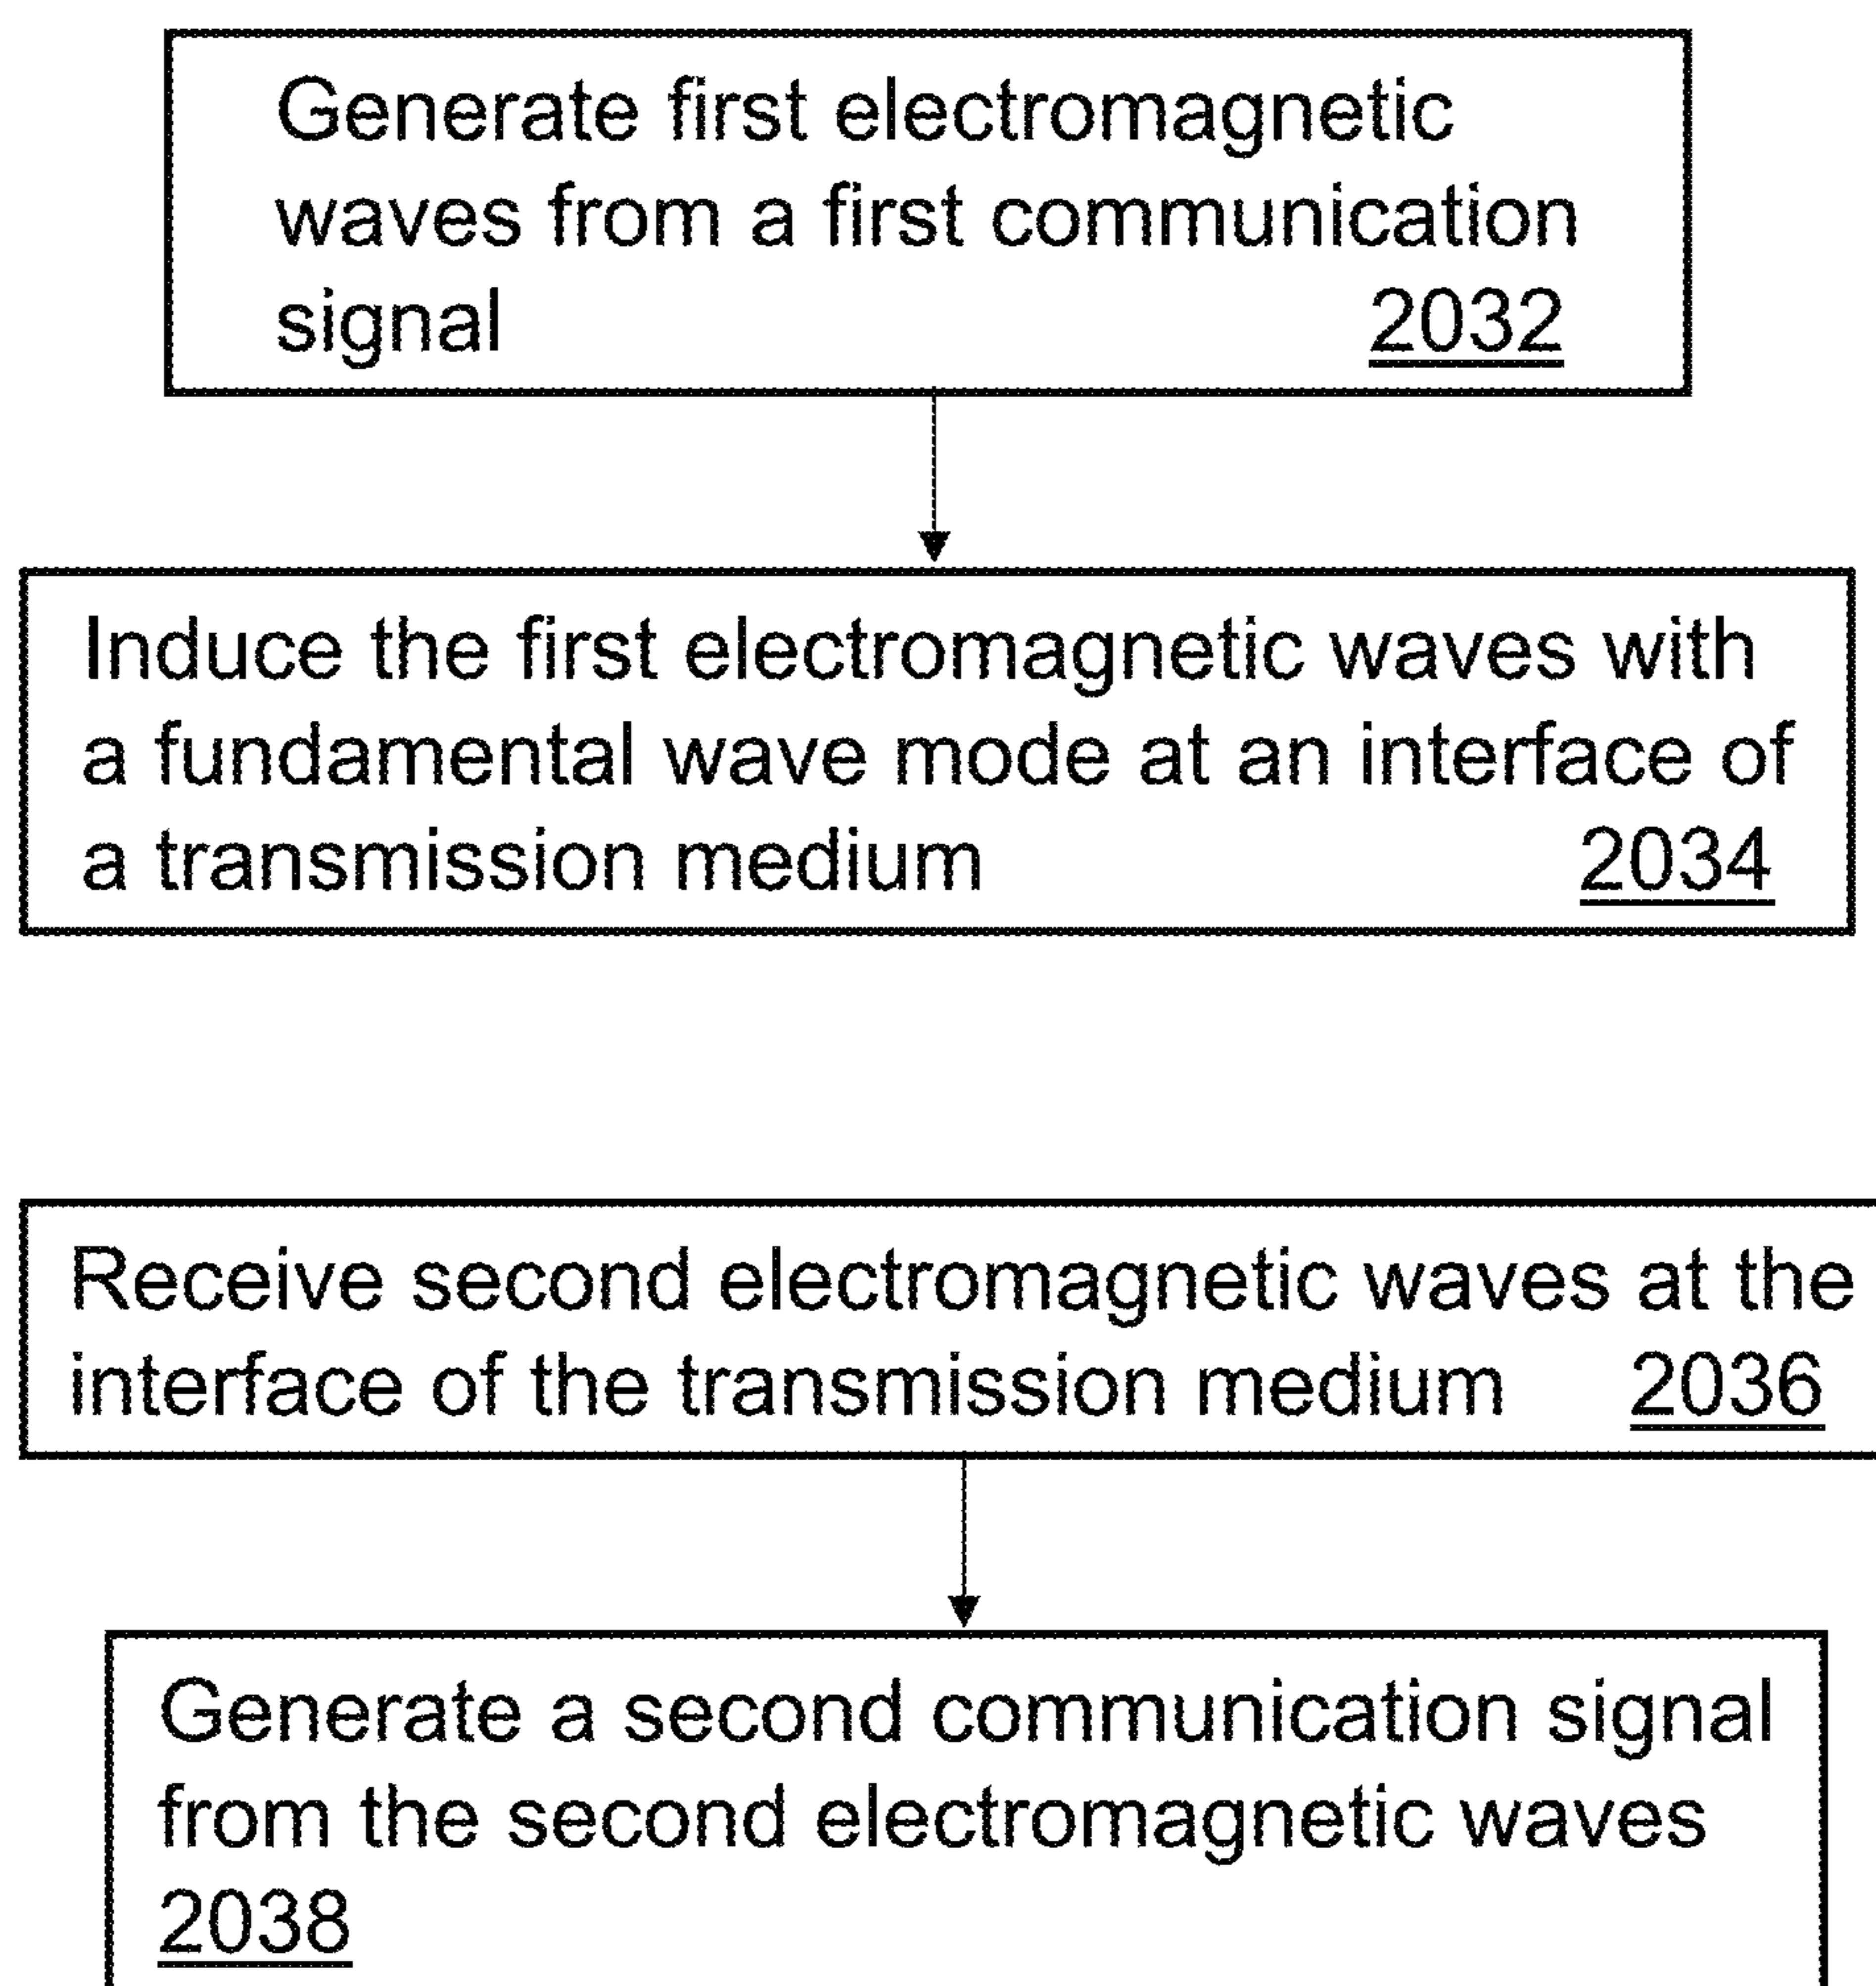 Generate first electromagnetic
waves from a first communication
signal 2032
Induce the first electromagnetic waves with
a fundamental wave mode at an interface of
a transmission medium 2034
Receive second electromagnetic waves at the
interface of the transmission medium 2036
Generate a second communication signal
from the second electromagnetic waves
2038